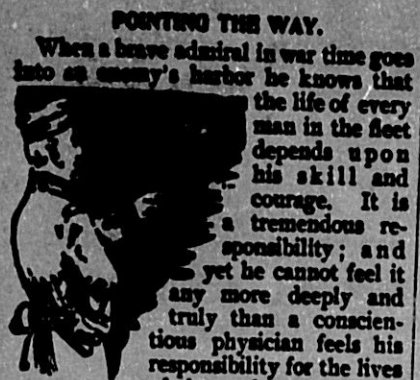 POINTING THE WAY.
When a brave admiral in war time goes
into an enemy's harbor he knows that
the life of every
man in the fleet
depends upon
his skill and
courage. It is
a tremendous re-
sponsibility; and
yet he cannot feel it
any more deeply and
truly than a conscien-
tious physician feels his
responsibility for the lives